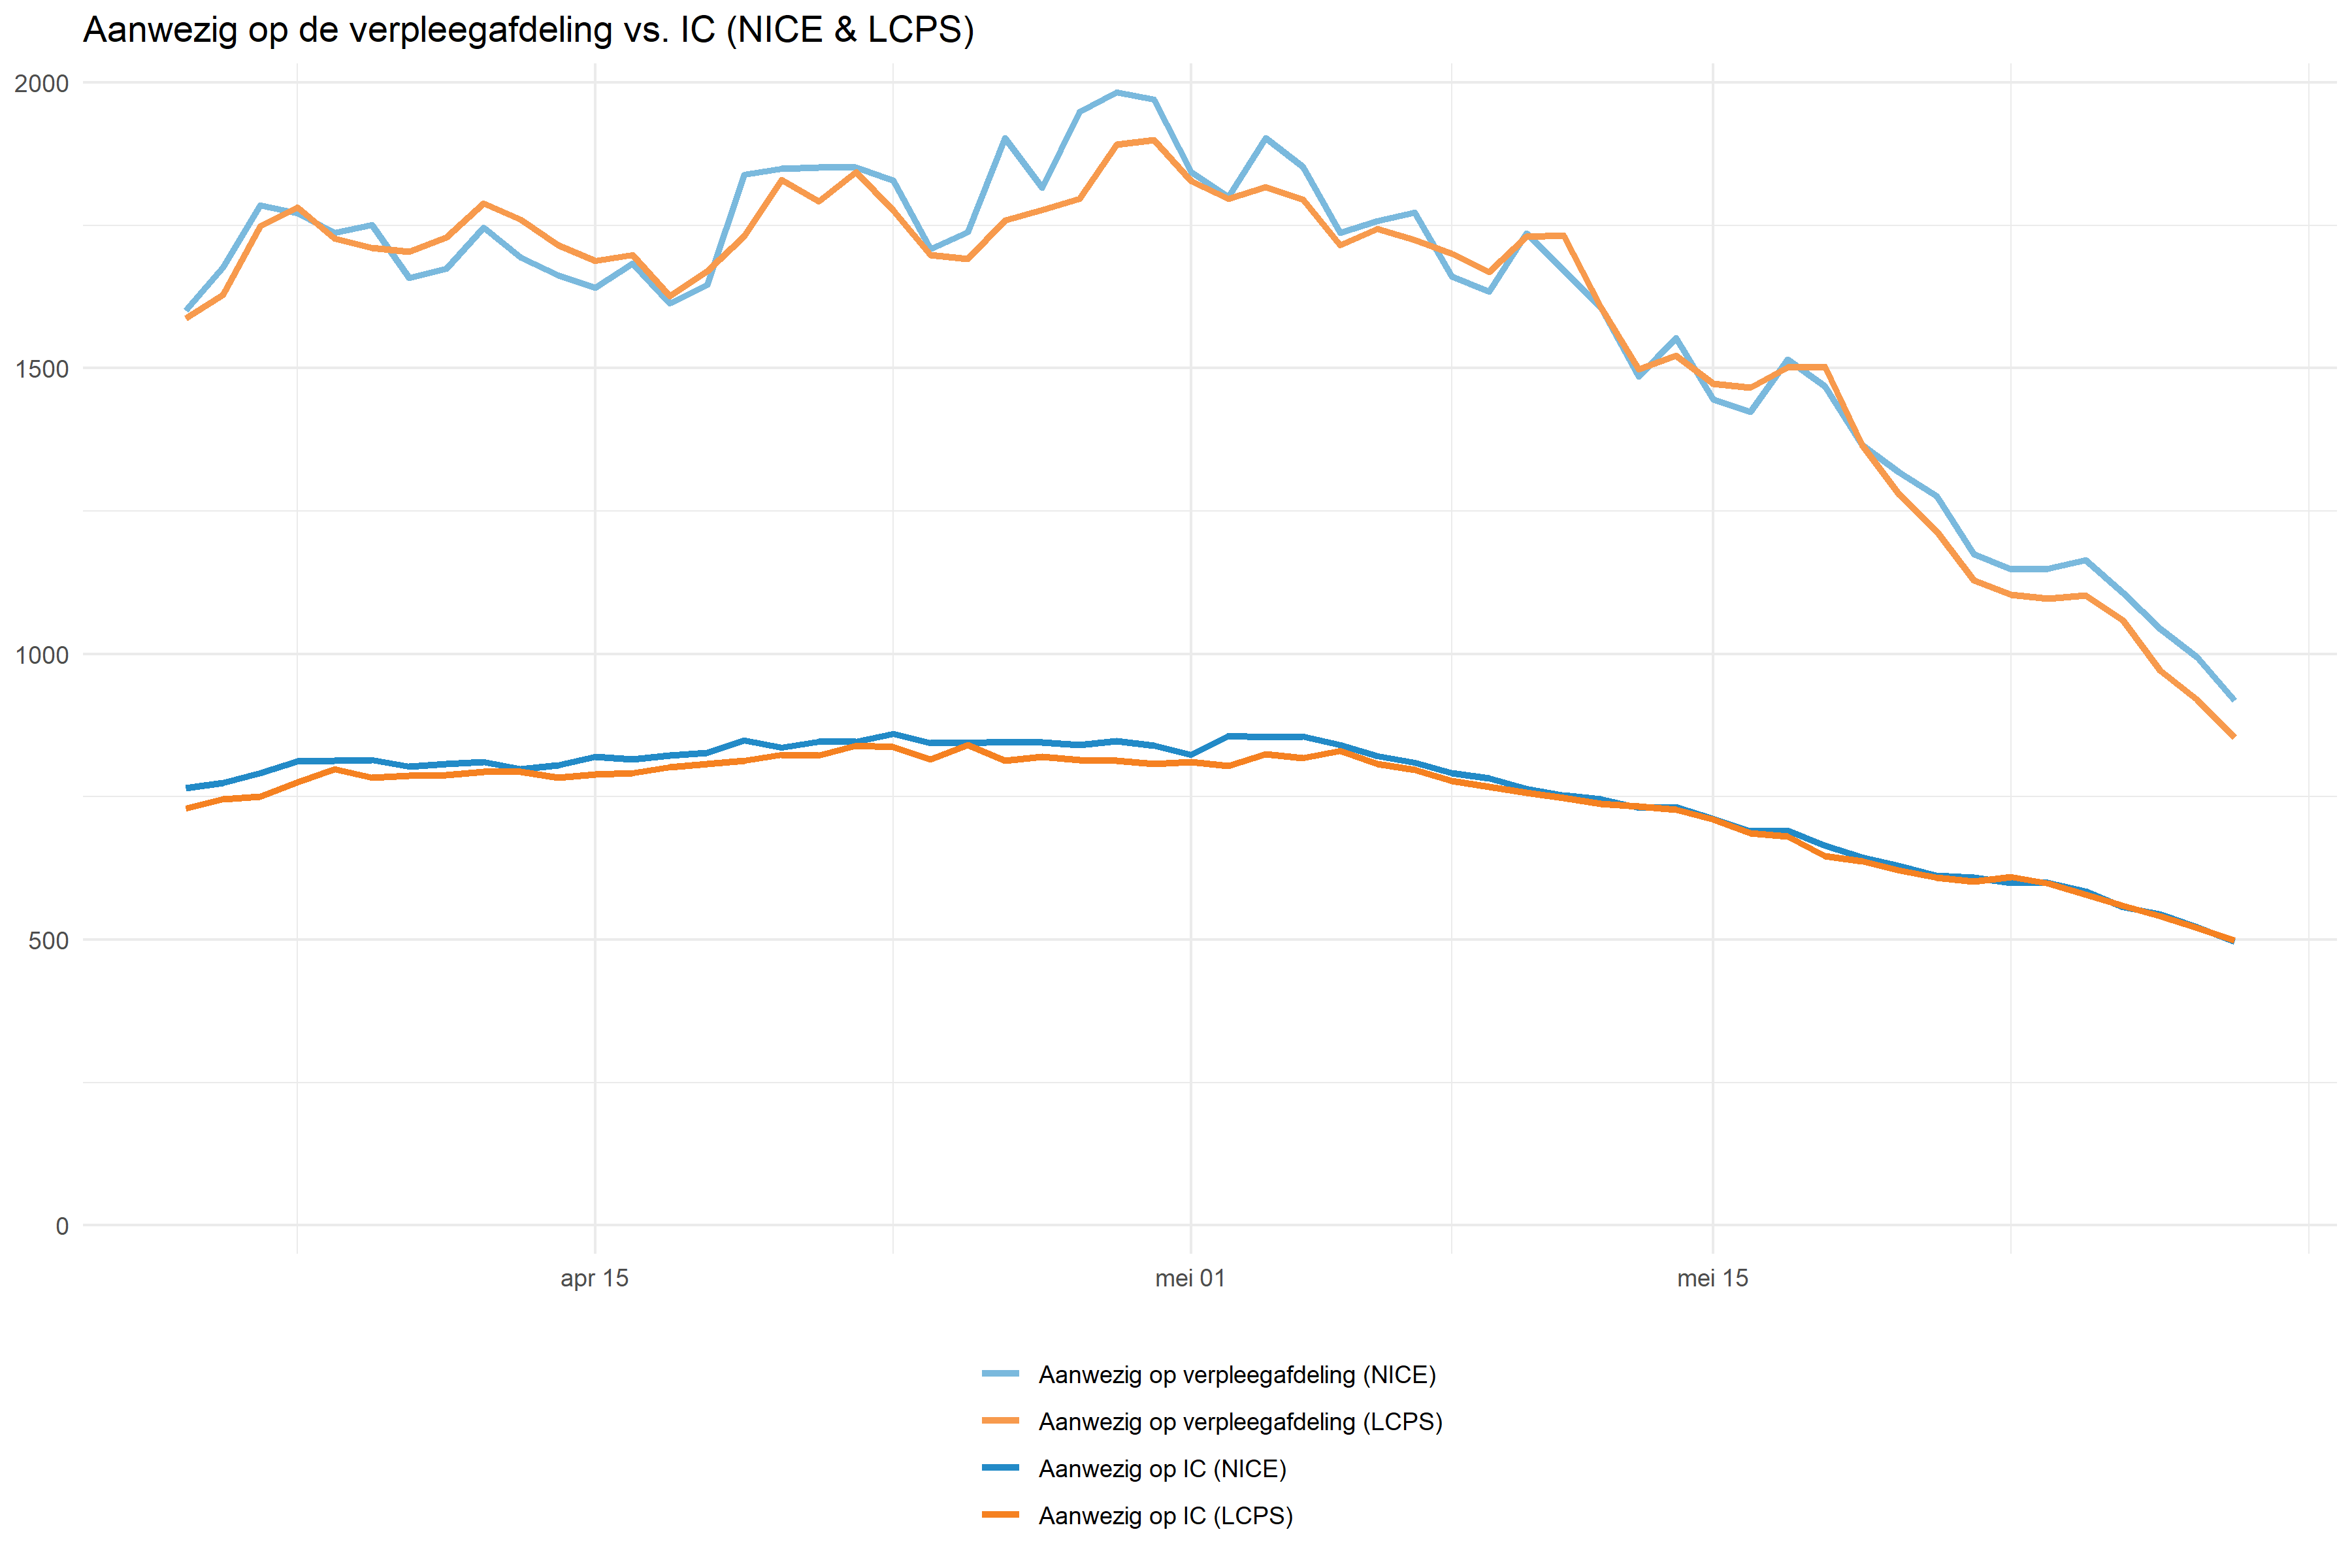 Aanwezig op de verpleegafdeling vs. IC (NICE & LCPS)
2000
1500
1000
500
0
apr 15 mei 01 mei 15
Aanwezig op verpleegafdeling (NICE)
Aanwezig op verpleegafdeling (LCPS)
Aanwezig op IC (NICE)
Aanwezig op IC (LCPS)